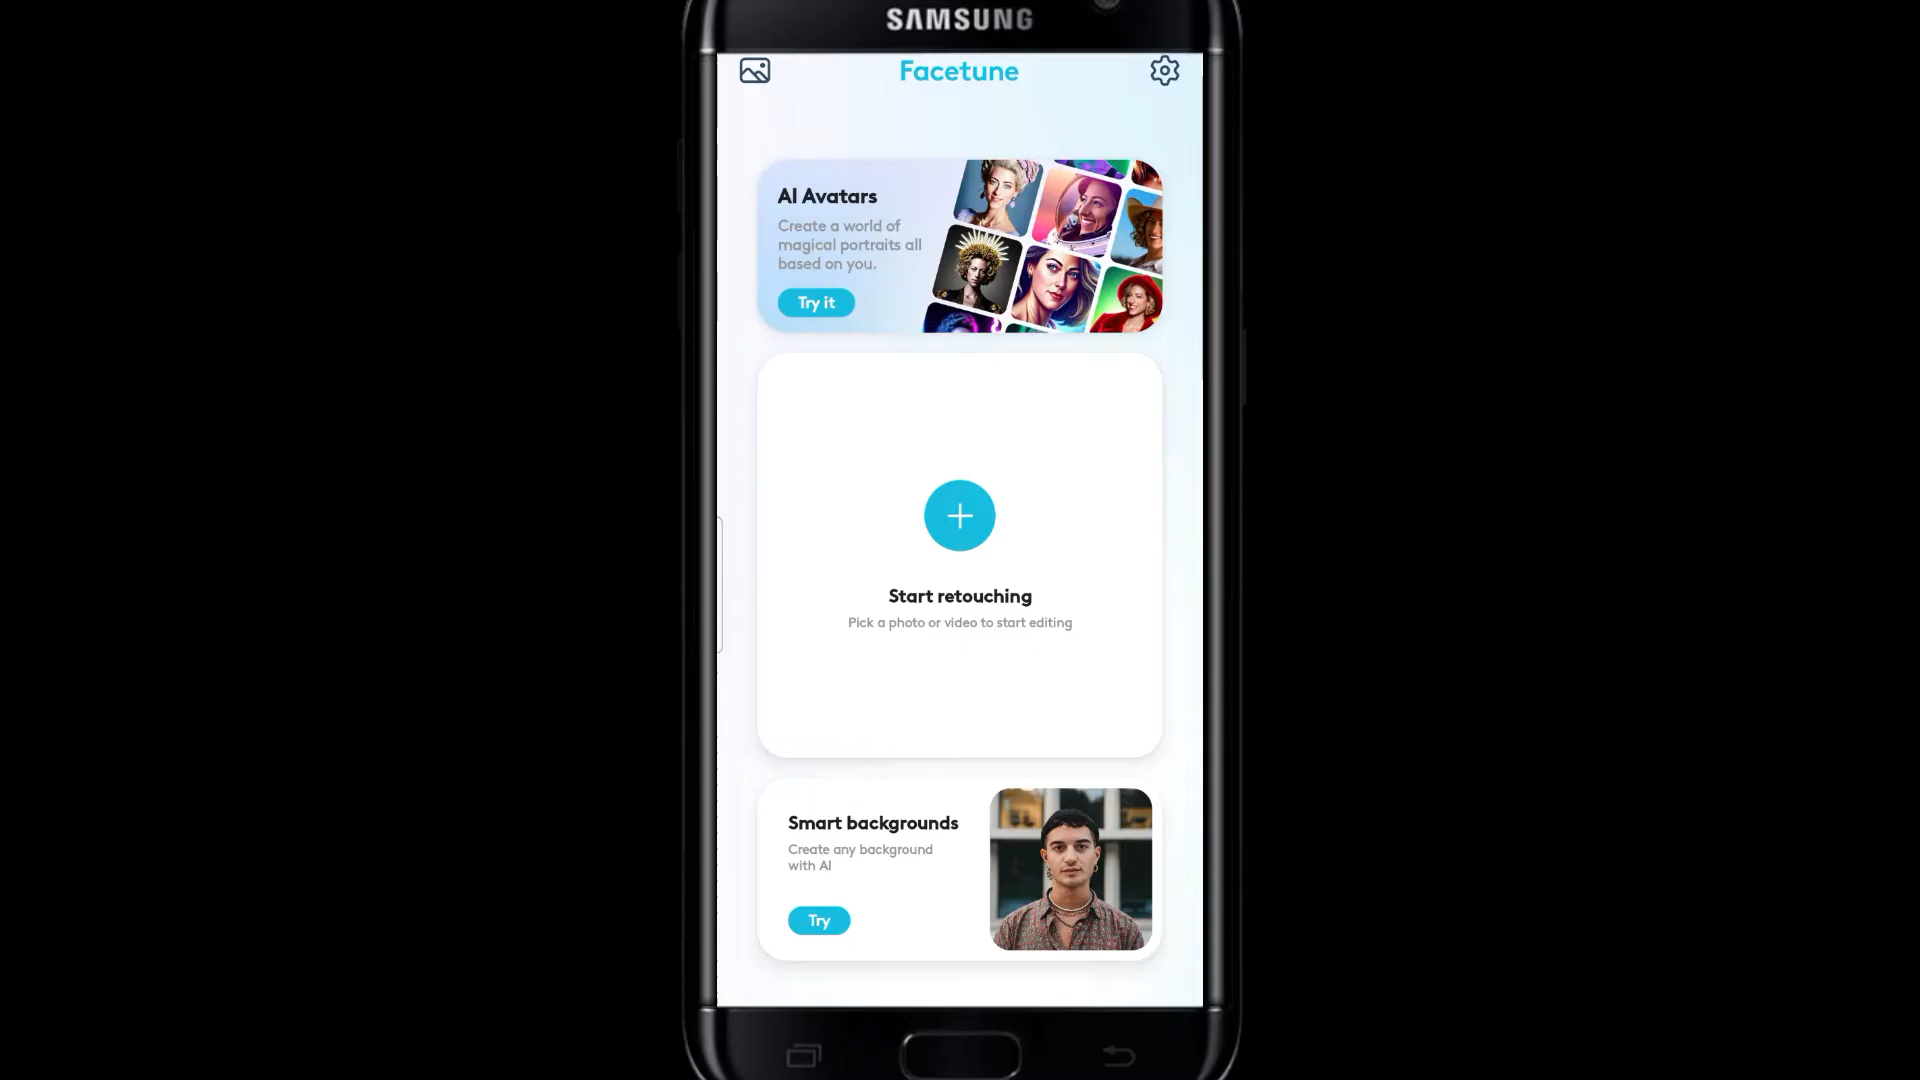 SAMSUNG
Facetune
AI Avatars
Create a world of
magical portraits all
based on you.
Try it
Start retouching
Pick a photo or video to start editing
Smart backgrounds
Create any background
with AI
Try